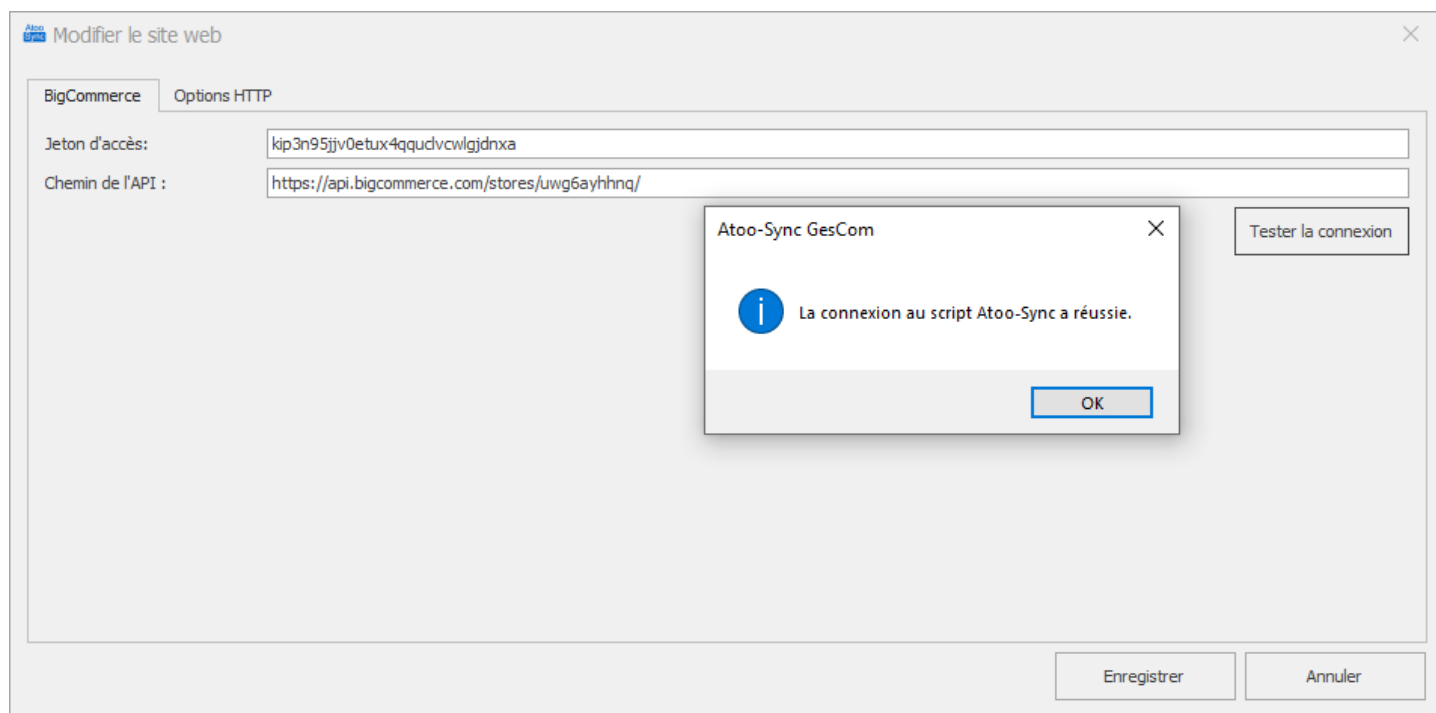 Atoo Sync Modifier le site web
BigCommerce Options HTTP
Jeton d'accès: kip3n95jjv0etux4qqudvcwlgjdnxa
Chemin de l'API : https://api.bigcommerce.com/stores/uwg6ayhhnq/
Tester la connexion
Atoo-Sync GesCom
La connexion au script Atoo-Sync a réussie.
OK
Enregistrer Annuler